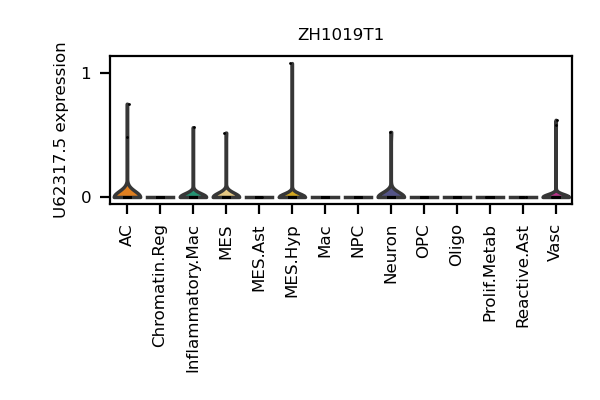 ZH1019T1
U62317.5 expression
1
0
AC
Chromatin.Reg
Inflammatory.Mac
MES
MES.Ast
MES.Hyp
Mac
NPC
Neuron
OPC
Oligo
Prolif.Metab
Reactive.Ast
Vasc